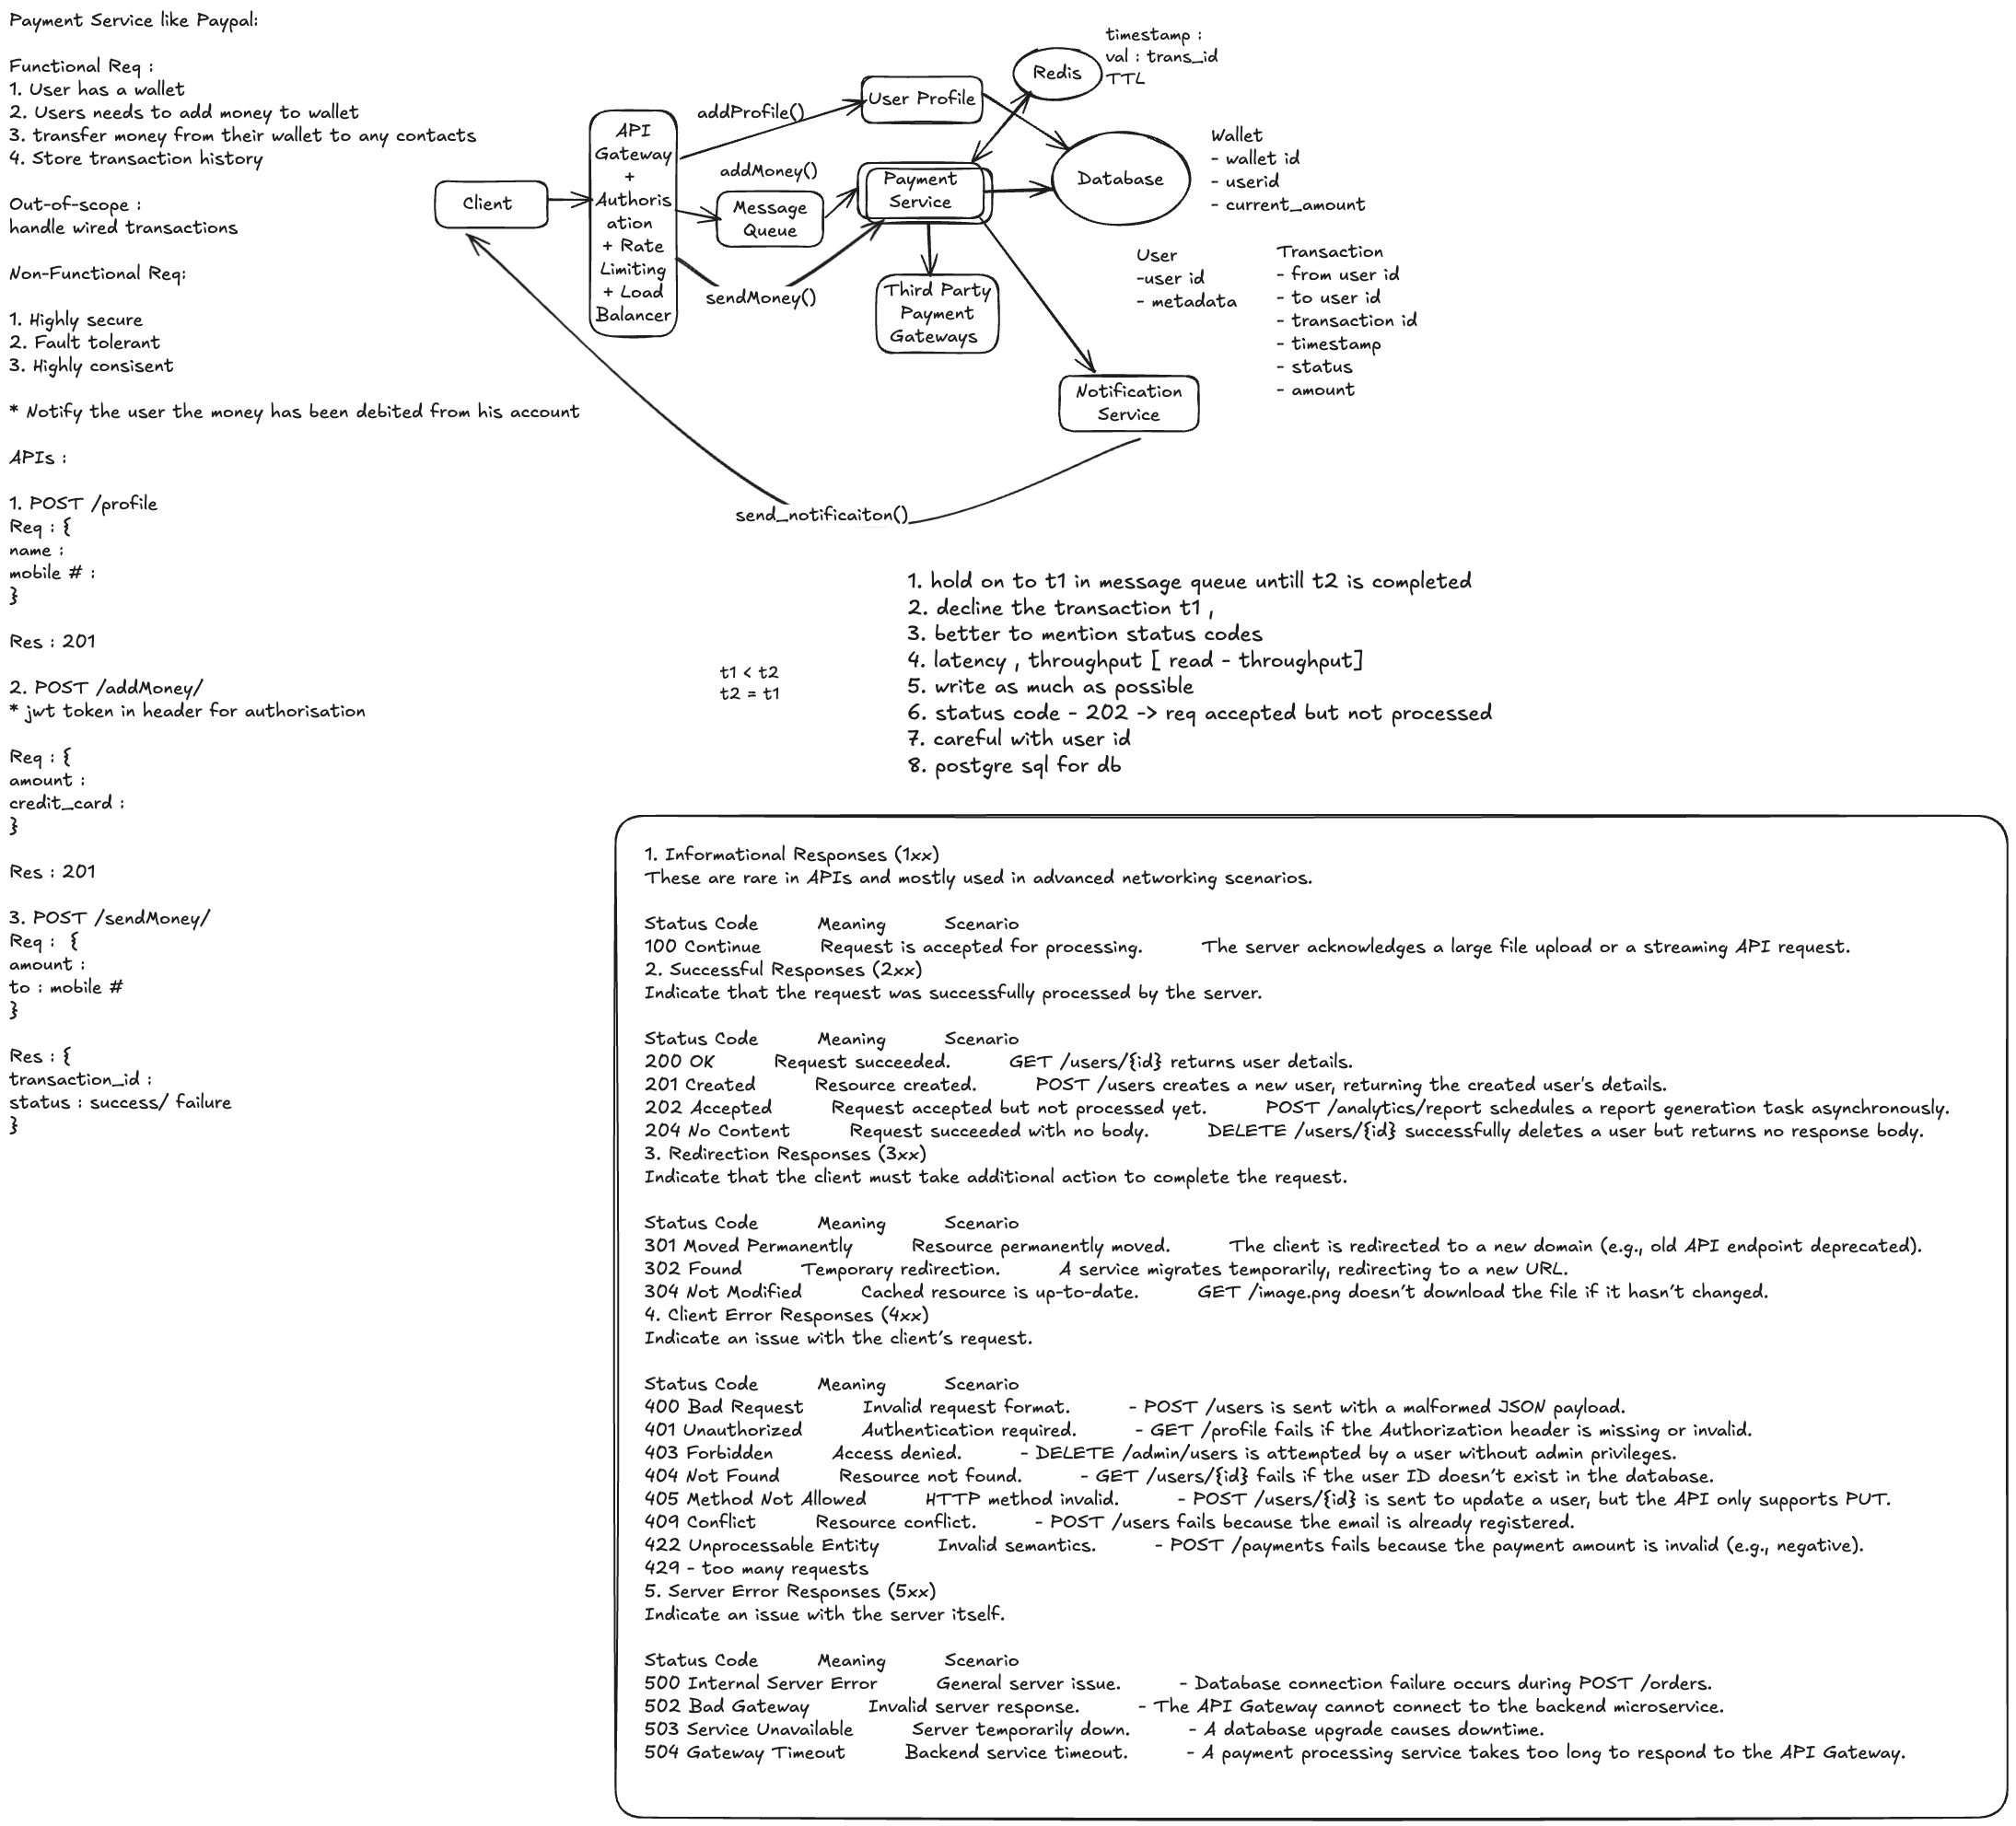 Payment Service like Paypal:
Functional Req :
1. User has a wallet
2. Users needs to add money to wallet
3. transfer money from their wallet to any contacts
4. Store transaction history
Out-of-scope :
handle wired transactions
Non-Functional Req:
1. Highly secure
2. Fault tolerant
3. Highly consisent
* Notify the user the money has been debited from his account
APIs :
1. POST /profile
Req : {
name :
mobile # :
}
Res : 201
2. POST /addMoney/
* jwt token in header for authorisation
Req : {
amount :
credit_card :
}
Res : 201
3. POST /sendMoney/
Req : {
amount :
to : mobile #
}
Res : {
transaction_id :
status : success/ failure
}
Client
API
Gateway
+
Authoris
ation
+ Rate
Limiting
+ Load
Balancer
addProfile()
addMoney()
Message
Queue
sendMoney()
User Profile
Payment
Service
Third Party
Payment
Gateways
Redis
timestamp :
val : trans_id
TTL
Database
Wallet
- wallet id
- userid
- current_amount
User
-user id
- metadata
Transaction
- from user id
- to user id
- transaction id
- timestamp
- status
- amount
Notification
Service
send_notificaiton()
t1 < t2
t2 = t1
1. hold on to t1 in message queue untill t2 is completed
2. decline the transaction t1 ,
3. better to mention status codes
4. latency , throughput [ read - throughput]
5. write as much as possible
6. status code - 202 -> req accepted but not processed
7. careful with user id
8. postgre sql for db
1. Informational Responses (1xx)
These are rare in APIs and mostly used in advanced networking scenarios.
Status Code Meaning Scenario
100 Continue Request is accepted for processing. The server acknowledges a large file upload or a streaming API request.
2. Successful Responses (2xx)
Indicate that the request was successfully processed by the server.
Status Code Meaning Scenario
200 OK Request succeeded. GET /users/{id} returns user details.
201 Created Resource created. POST /users creates a new user, returning the created user's details.
202 Accepted Request accepted but not processed yet. POST /analytics/report schedules a report generation task asynchronously.
204 No Content Request succeeded with no body. DELETE /users/{id} successfully deletes a user but returns no response body.
3. Redirection Responses (3xx)
Indicate that the client must take additional action to complete the request.
Status Code Meaning Scenario
301 Moved Permanently Resource permanently moved. The client is redirected to a new domain (e.g., old API endpoint deprecated).
302 Found Temporary redirection. A service migrates temporarily, redirecting to a new URL.
304 Not Modified Cached resource is up-to-date. GET /image.png doesn’t download the file if it hasn’t changed.
4. Client Error Responses (4xx)
Indicate an issue with the client’s request.
Status Code Meaning Scenario
400 Bad Request Invalid request format. - POST /users is sent with a malformed JSON payload.
401 Unauthorized Authentication required. - GET /profile fails if the Authorization header is missing or invalid.
403 Forbidden Access denied. - DELETE /admin/users is attempted by a user without admin privileges.
404 Not Found Resource not found. - GET /users/{id} fails if the user ID doesn’t exist in the database.
405 Method Not Allowed HTTP method invalid. - POST /users/{id} is sent to update a user, but the API only supports PUT.
409 Conflict Resource conflict. - POST /users fails because the email is already registered.
422 Unprocessable Entity Invalid semantics. - POST /payments fails because the payment amount is invalid (e.g., negative).
429 - too many requests
5. Server Error Responses (5xx)
Indicate an issue with the server itself.
Status Code Meaning Scenario
500 Internal Server Error General server issue. - Database connection failure occurs during POST /orders.
502 Bad Gateway Invalid server response. - The API Gateway cannot connect to the backend microservice.
503 Service Unavailable Server temporarily down. - A database upgrade causes downtime.
504 Gateway Timeout Backend service timeout. - A payment processing service takes too long to respond to the API Gateway.